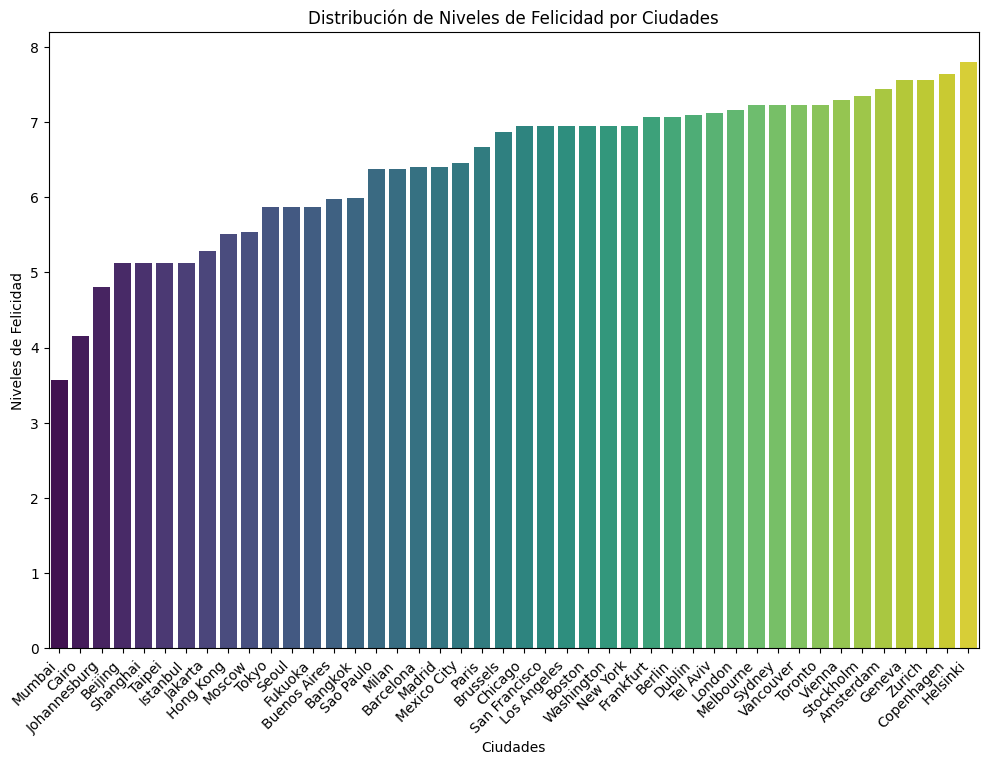 Distribución de Niveles de Felicidad por Ciudades
Niveles de Felicidad
8
7
6
5
4
3
2
1
0
Mumbai
Cairo
Johannesburg
Beijing
Shanghai
Taipei
Istanbul
Jakarta
Hong Kong
Moscow
Tokyo
Seoul
Fukuoka
Buenos Aires
Bangkok
Sao Paulo
Milan
Barcelona
Madrid
Mexico City
Paris
Brussels
Chicago
San Francisco
Los Angeles
Boston
Washington
New York
Frankfurt
Berlin
Dublin
Tel Aviv
London
Melbourne
Sydney
Vancouver
Toronto
Vienna
Stockholm
Amsterdam
Geneva
Zurich
Copenhagen
Helsinki
Ciudades